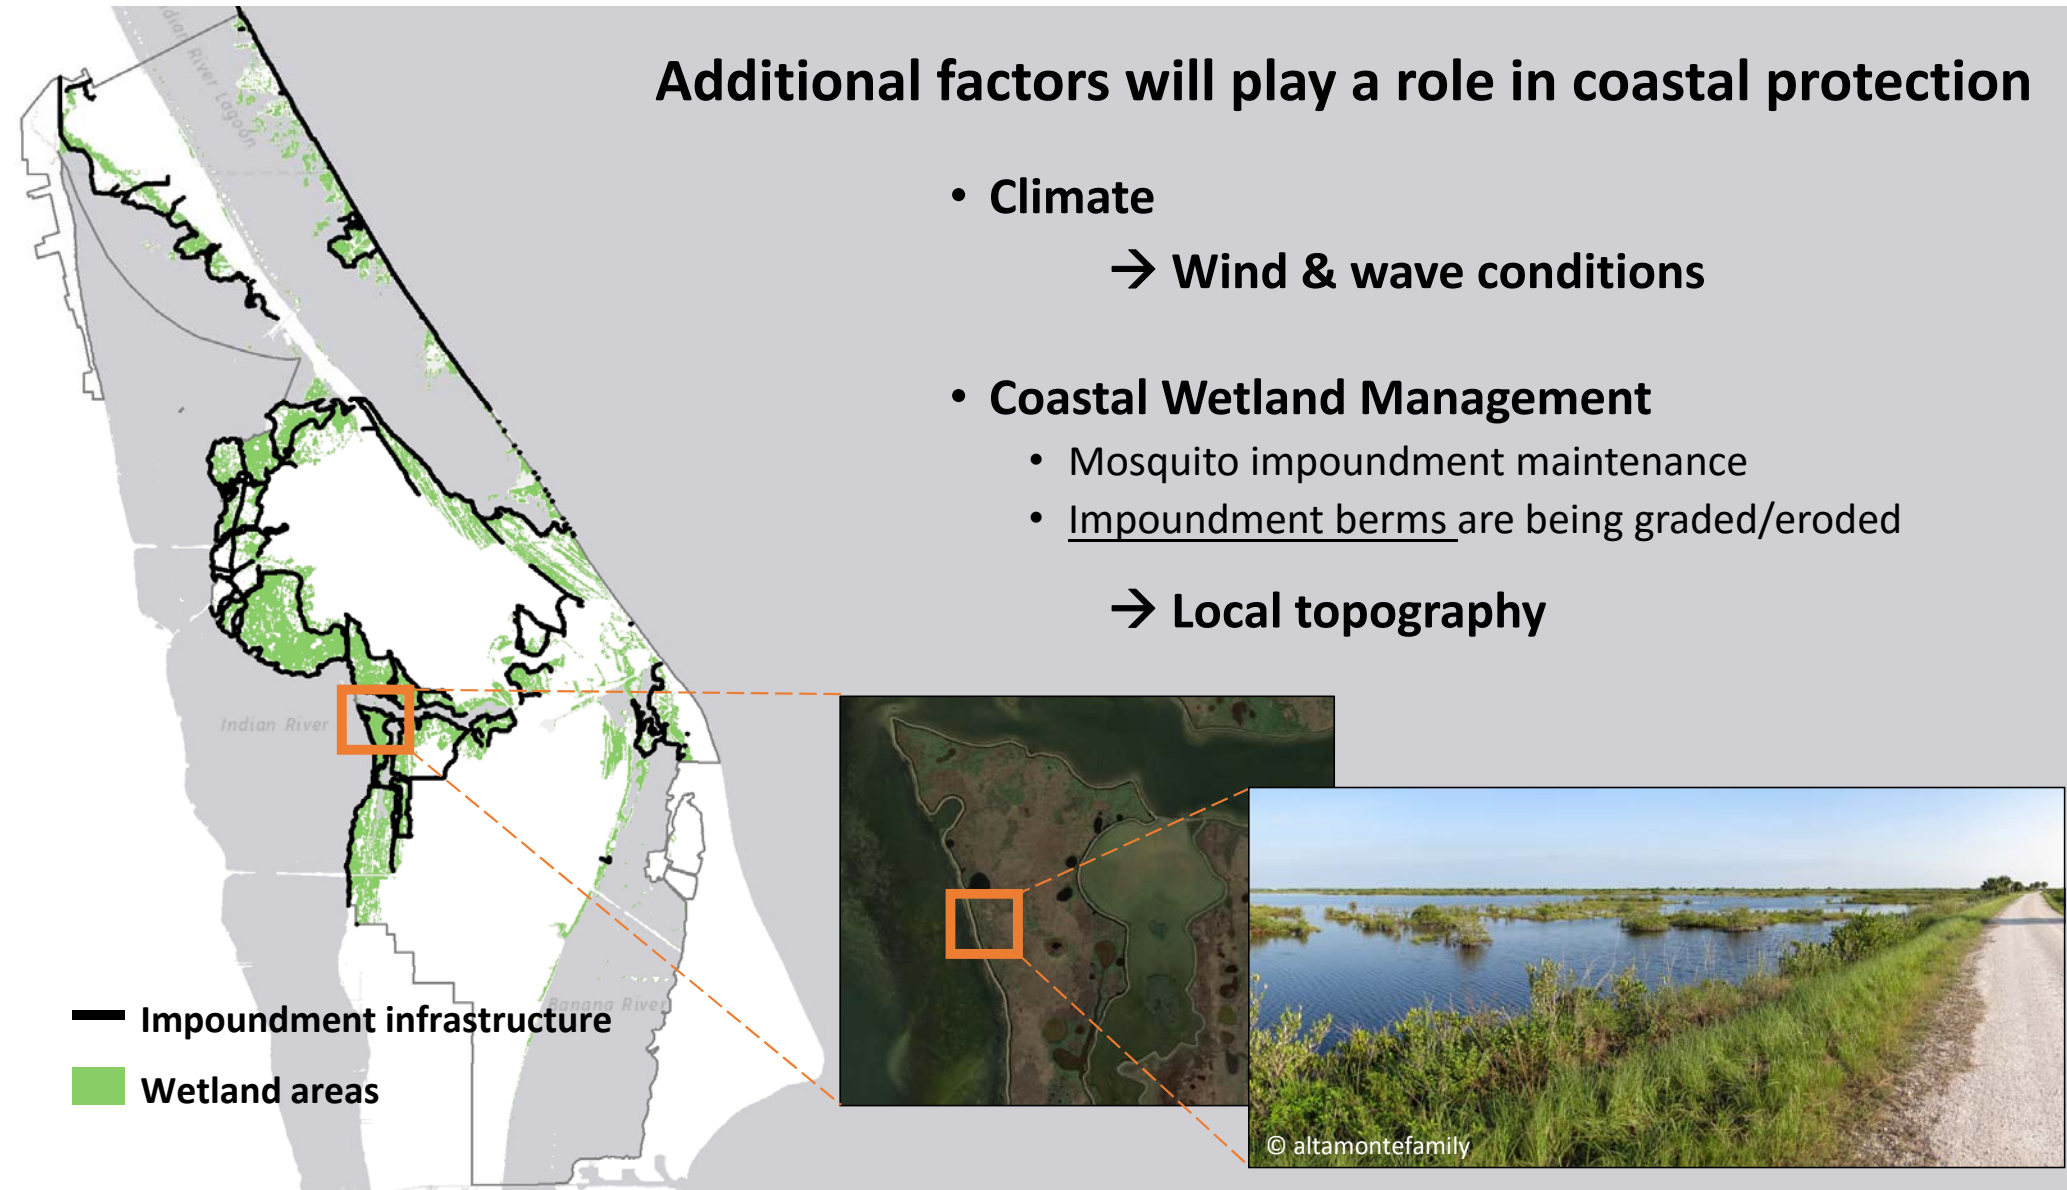 Additional factors will play a role in coastal protection
• Climate
→ Wind & wave conditions
• Coastal Wetland Management
• Mosquito impoundment maintenance
• Impoundment berms are being graded/eroded
→ Local topography
Indian River Lagoon
Indian River
Banana River
Impoundment infrastructure
Wetland areas
© altamontefamily